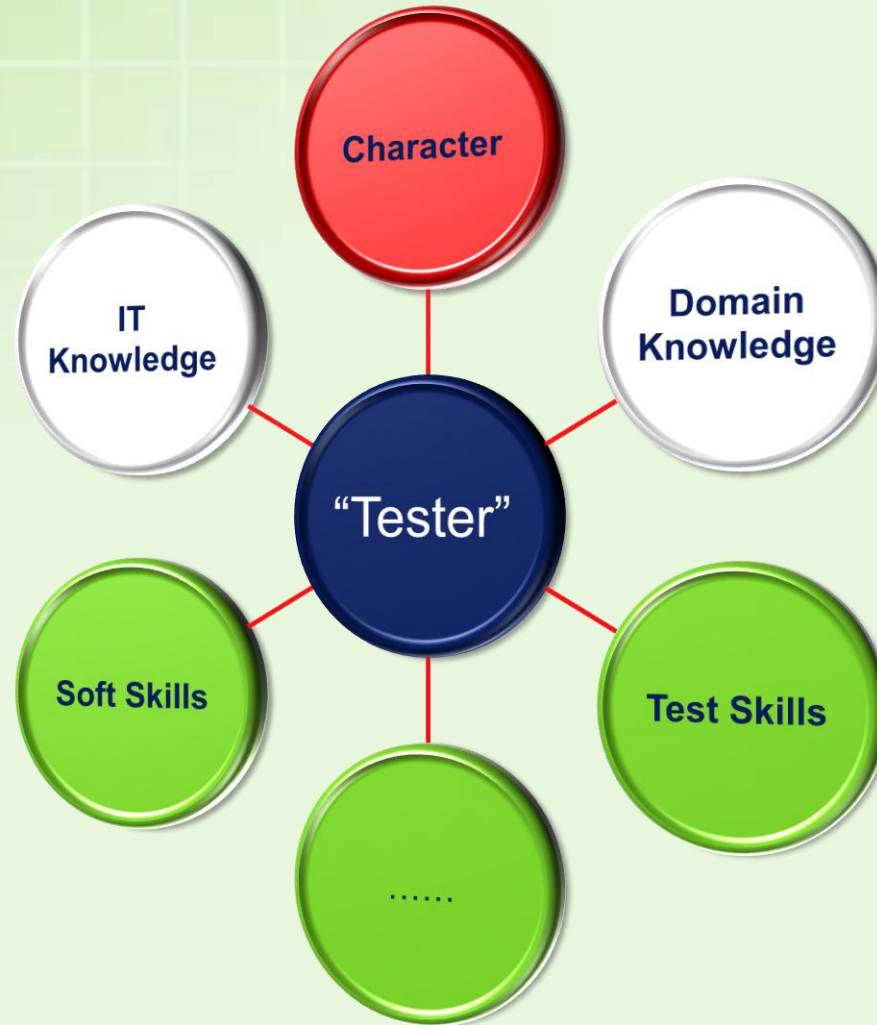 Character
IT
Knowledge
Domain
Knowledge
“Tester”
Soft Skills
Test Skills
......